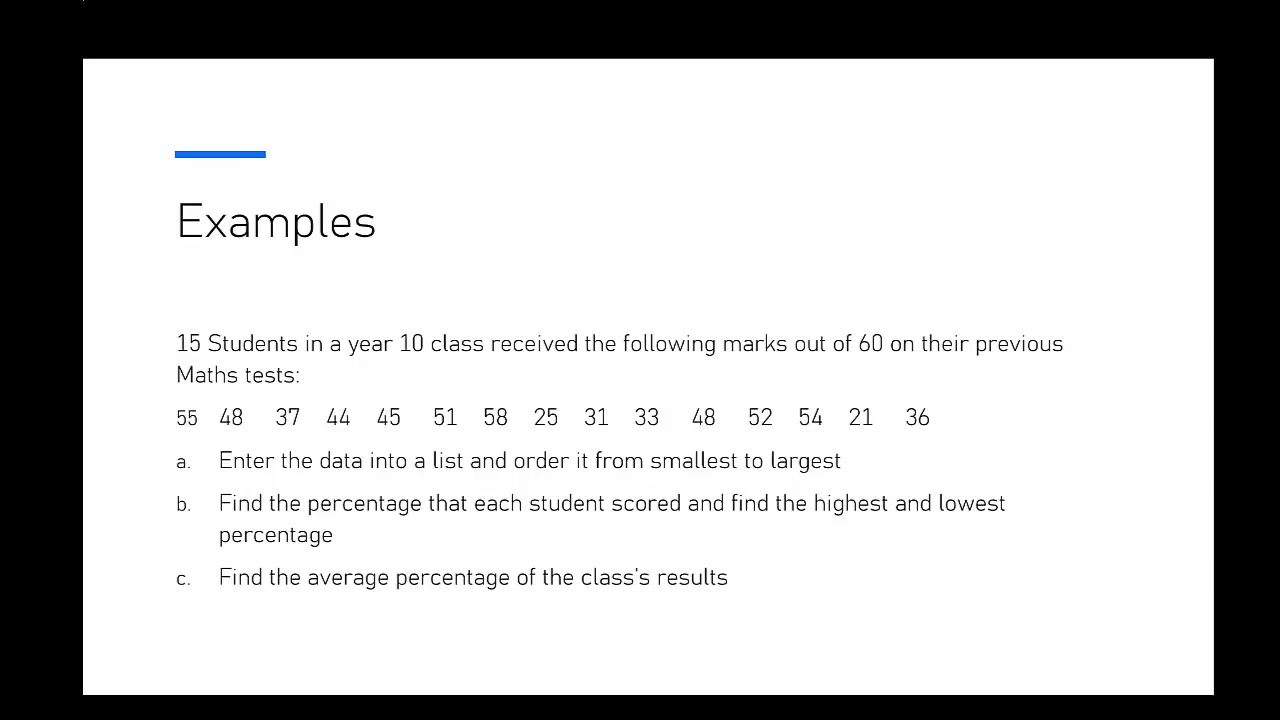 Examples
15 Students in a year 10 class received the following marks out of 60 on their previous
Maths tests:
55 48 37 44 45 51 58 25 31 33 48 52 54 21 36
a. Enter the data into a list and order it from smallest to largest
b. Find the percentage that each student scored and find the highest and lowest
percentage
c. Find the average percentage of the class's results